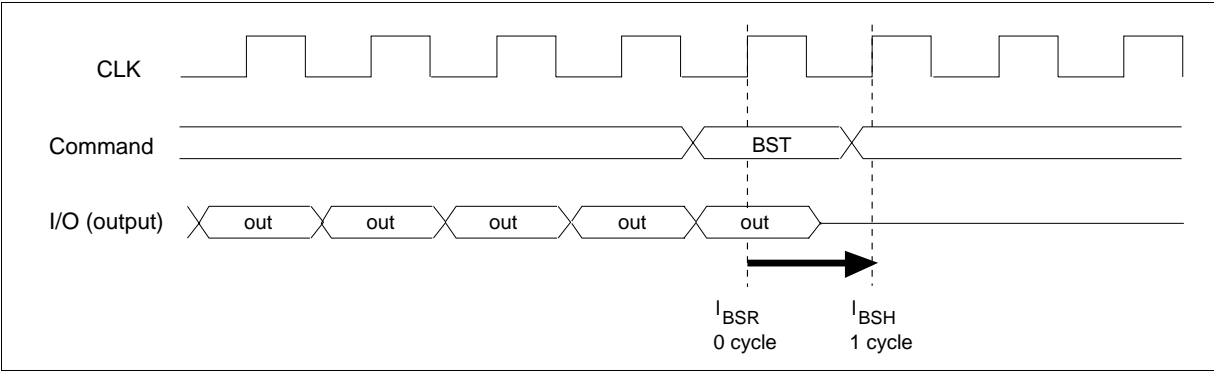 CLK
Command
BST
I/O (output)
out out out out out
I BSR
0 cycle
I BSH
1 cycle